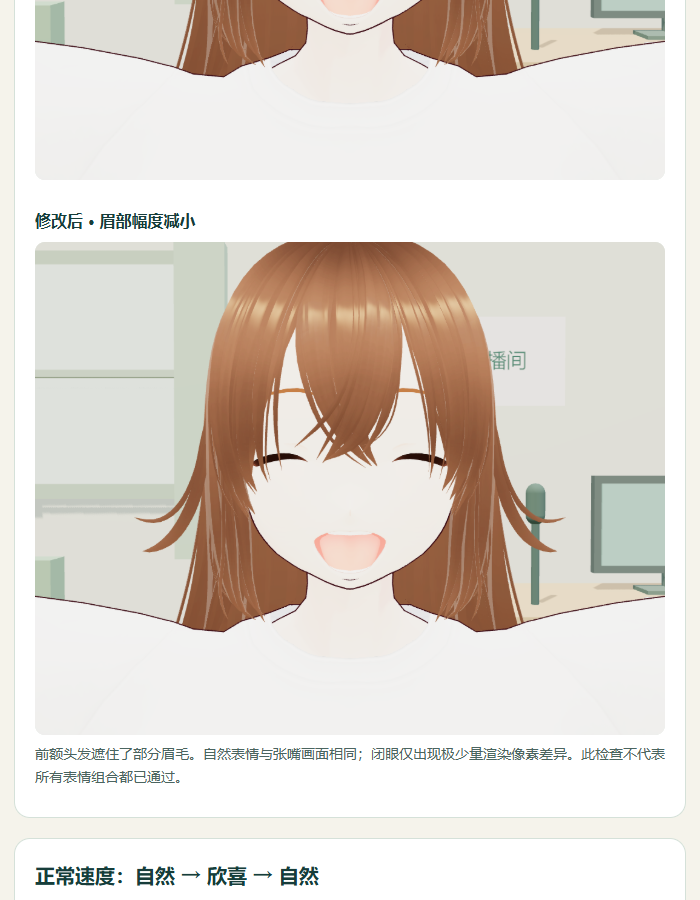 修改后 • 眉部幅度减小
播间
前额头发遮住了部分眉毛。自然表情与张嘴画面相同；闭眼仅出现极少量渲染像素差异。此检查不代表
所有表情组合都已通过。
正常速度：自然 → 欣喜 → 自然